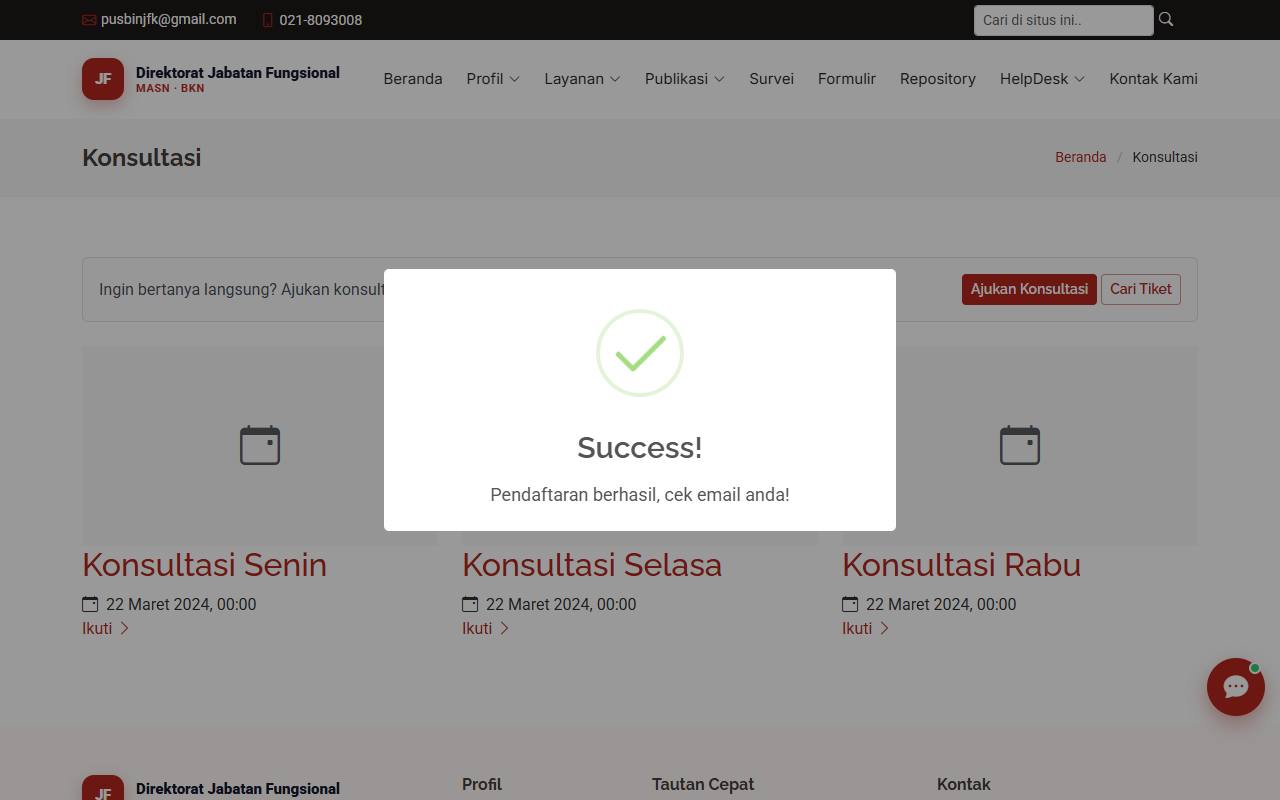 pusbinjfk@gmail.com
021-8093008
Cari di situs ini..
JF
Direktorat Jabatan Fungsional
MASN · BKN
Beranda
Profil
Layanan
Publikasi
Survei
Formulir
Repository
HelpDesk
Kontak Kami
Konsultasi
Beranda / Konsultasi
Ingin bertanya langsung? Ajukan konsult
Ajukan Konsultasi
Cari Tiket
Success!
Pendaftaran berhasil, cek email anda!
Konsultasi Senin
22 Maret 2024, 00:00
Ikuti
Konsultasi Selasa
22 Maret 2024, 00:00
Ikuti
Konsultasi Rabu
22 Maret 2024, 00:00
Ikuti
JF
Direktorat Jabatan Fungsional
Profil
Tautan Cepat
Kontak